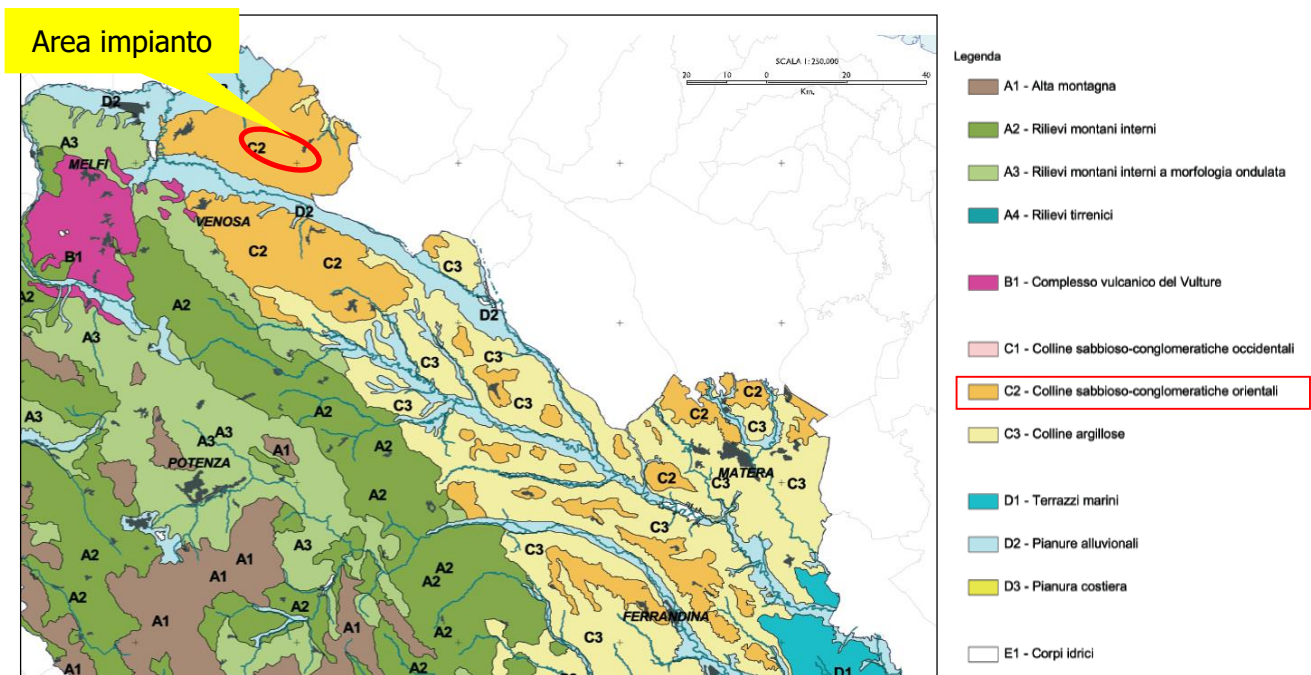 Area impianto
SCALA 1:250.000
20 10 0 20 40
Km.
D2
A3
MELFI
C2
VENOSA
D2
C2
C2
C3
B1
A2
A2
D2
A3
C3
C3
A2
C3
C3
C2
C2
C3
A3
A3
A3
A1
POTENZA
C2
MATERA
C3
C3
A2
C3
A2
A3
C3
A2
A1
A1
A2
A2
A2
A2
A1
A2
FERRANDINA
C3
A1
A2
D1
Legenda
A1 - Alta montagna
A2 - Rilievi montani interni
A3 - Rilievi montani interni a morfologia ondulata
A4 - Rilievi tirrenici
B1 - Complesso vulcanico del Vulture
C1 - Colline sabbioso-conglomeratiche occidentali
C2 - Colline sabbioso-conglomeratiche orientali
C3 - Colline argillose
D1 - Terrazzi marini
D2 - Pianure alluvionali
D3 - Pianura costiera
E1 - Corpi idrici